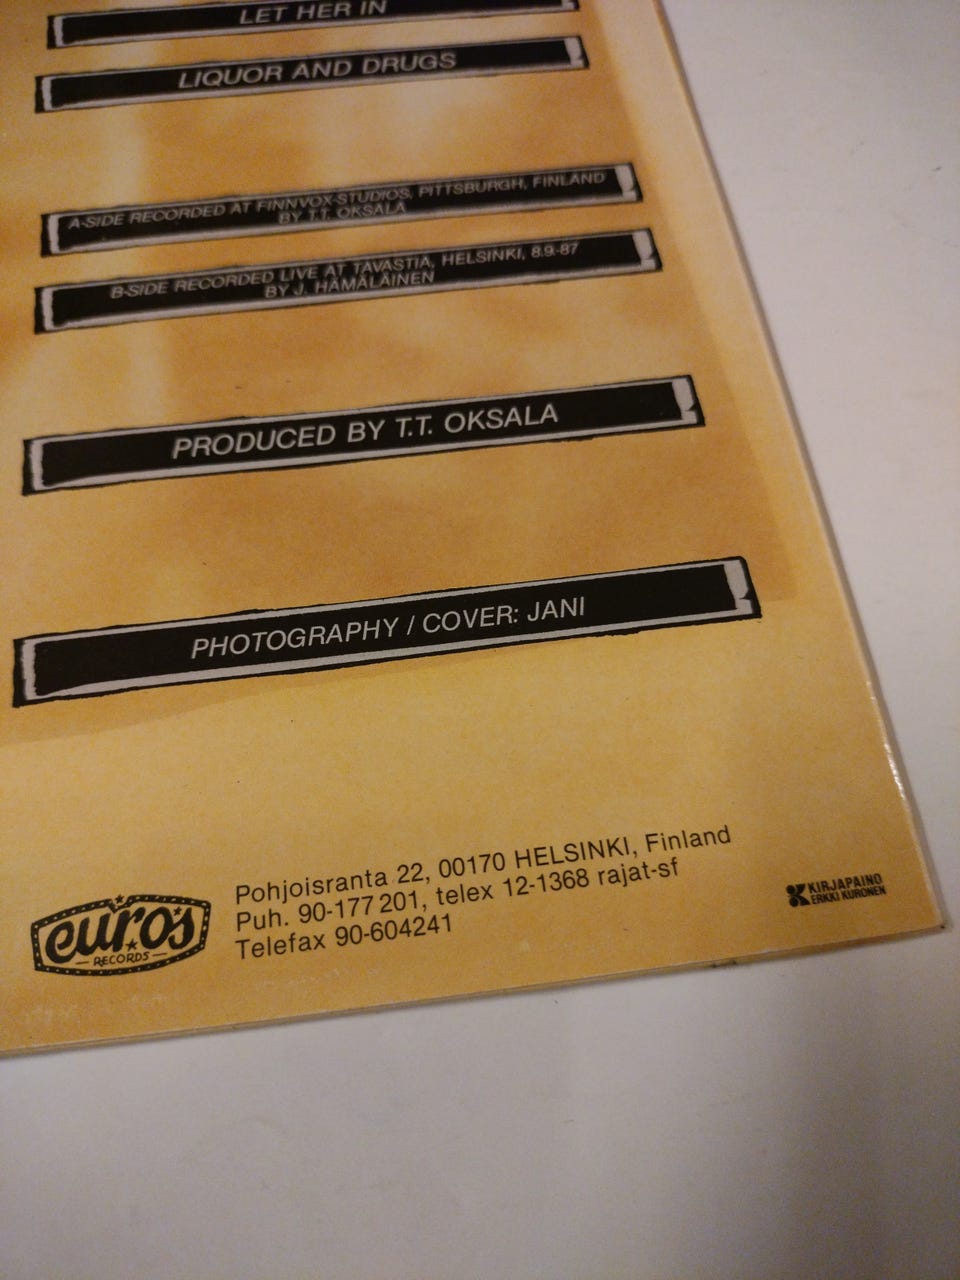 LET HER IN
LIQUOR AND DRUGS
A-SIDE RECORDED AT FINNVOX-STUDIOS, PITTSBURGH, FINLAND
BY T.T. OKSALA
B-SIDE RECORDED LIVE AT TAVASTIA, HELSINKI, 8.9.-87
BY J. HÄMÄLÄINEN
PRODUCED BY T.T. OKSALA
PHOTOGRAPHY / COVER: JANI
euros
RECORDS
Pohjoisranta 22, 00170 HELSINKI, Finland
Puh. 90-177 201, telex 12-1368 rajat-sf
Telefax 90-604241
KIRJAPAINO
ERKKI KURONEN